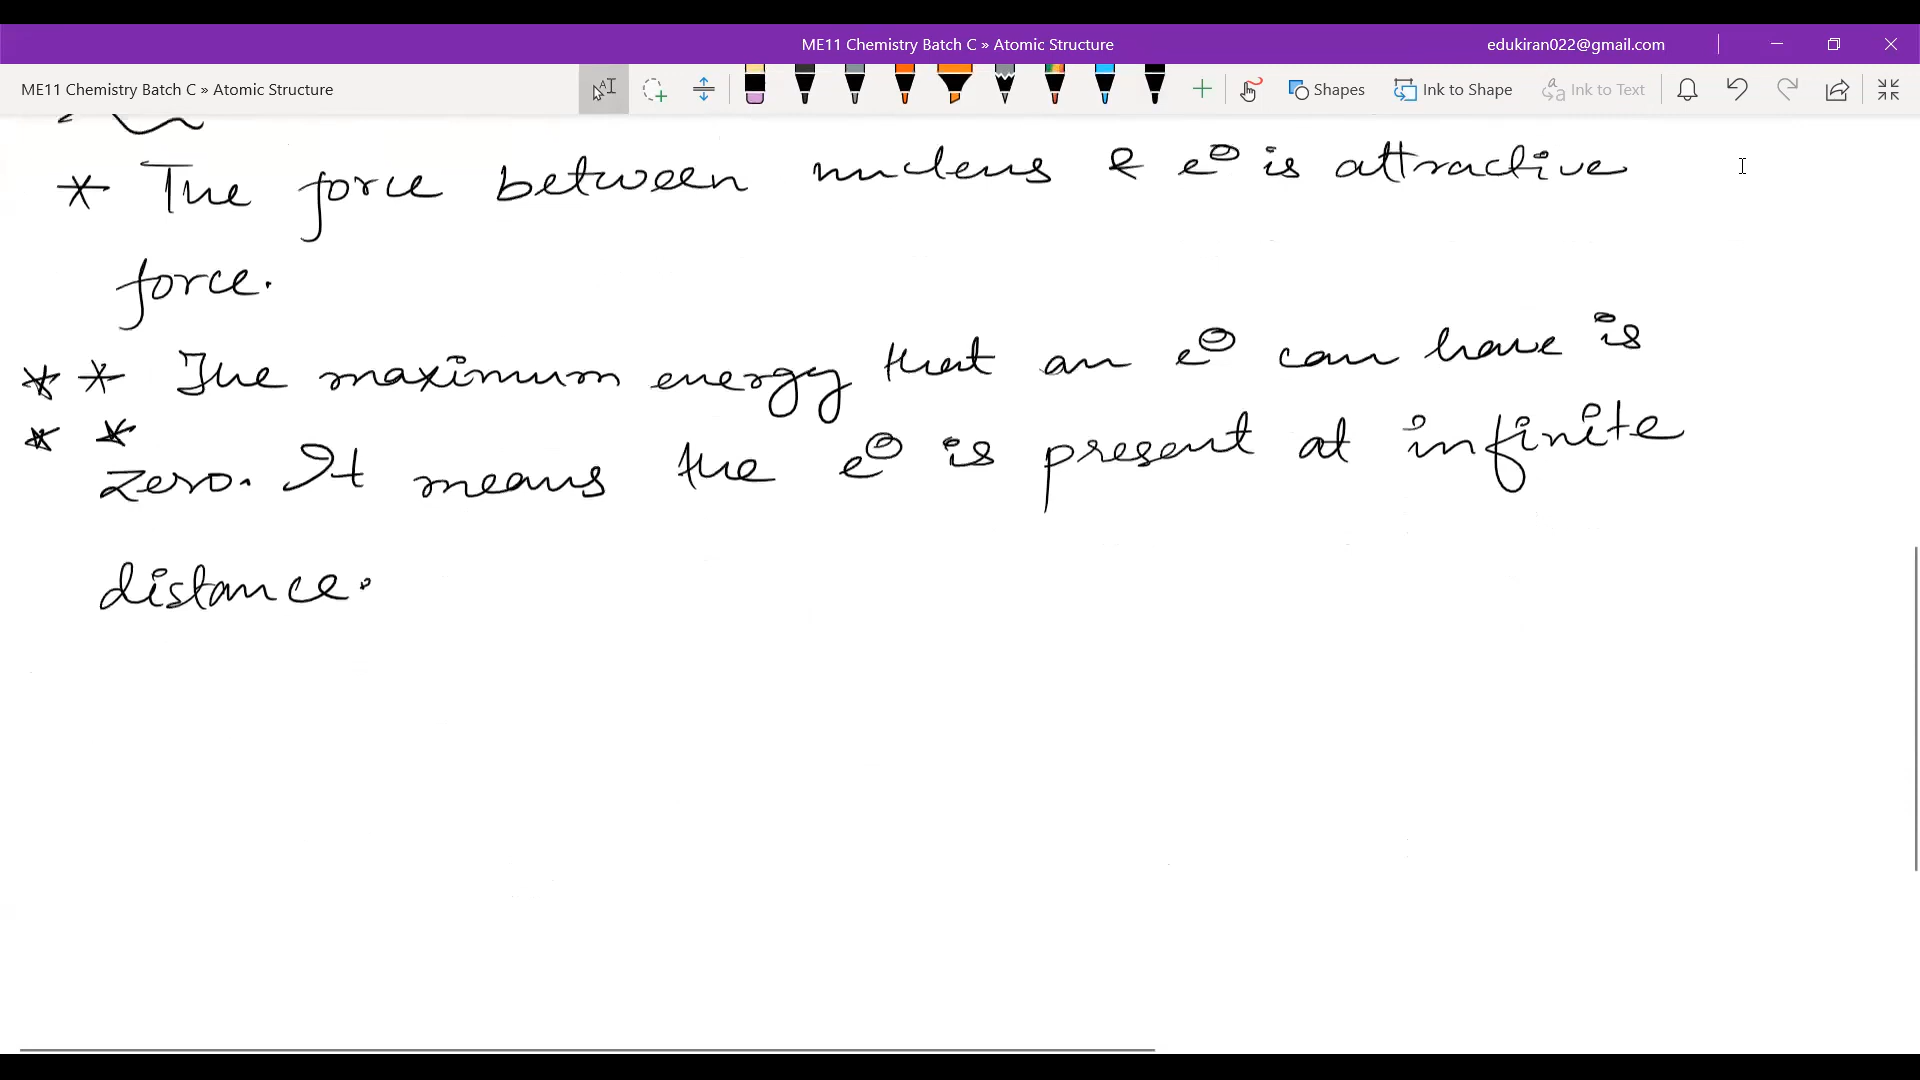 ME11 Chemistry Batch C » Atomic Structure
edukiran022@gmail.com
ME11 Chemistry Batch C » Atomic Structure
Shapes
Ink to Shape
Ink to Text
* The force between nucleus & e⊖ is attractive
force.
** The maximum energy that an e⊖ can have is
** zero. It means the e⊖ is present at infinite
distance.